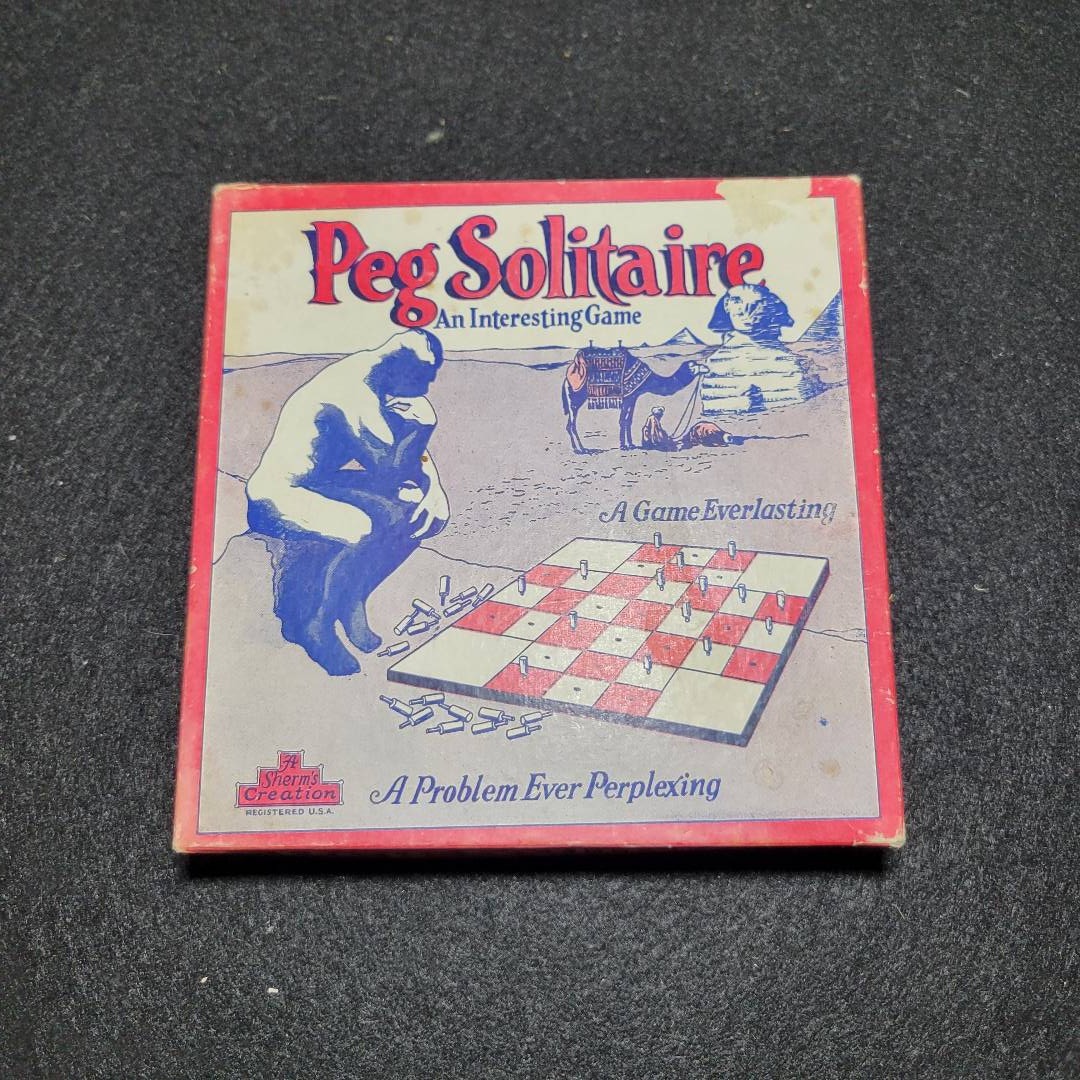 Peg Solitaire
An Interesting Game
A Game Everlasting
A Problem Ever Perplexing
A
Sherm's
Creation
REGISTERED U.S.A.